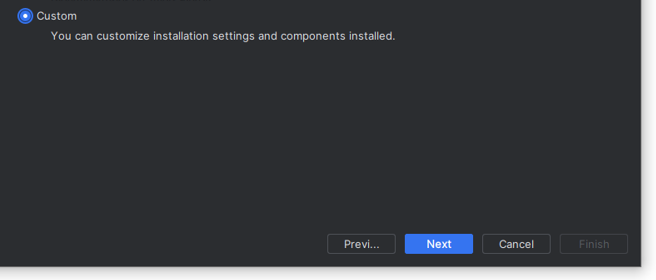 Custom
You can customize installation settings and components installed.
Previ...
Next
Cancel
Finish